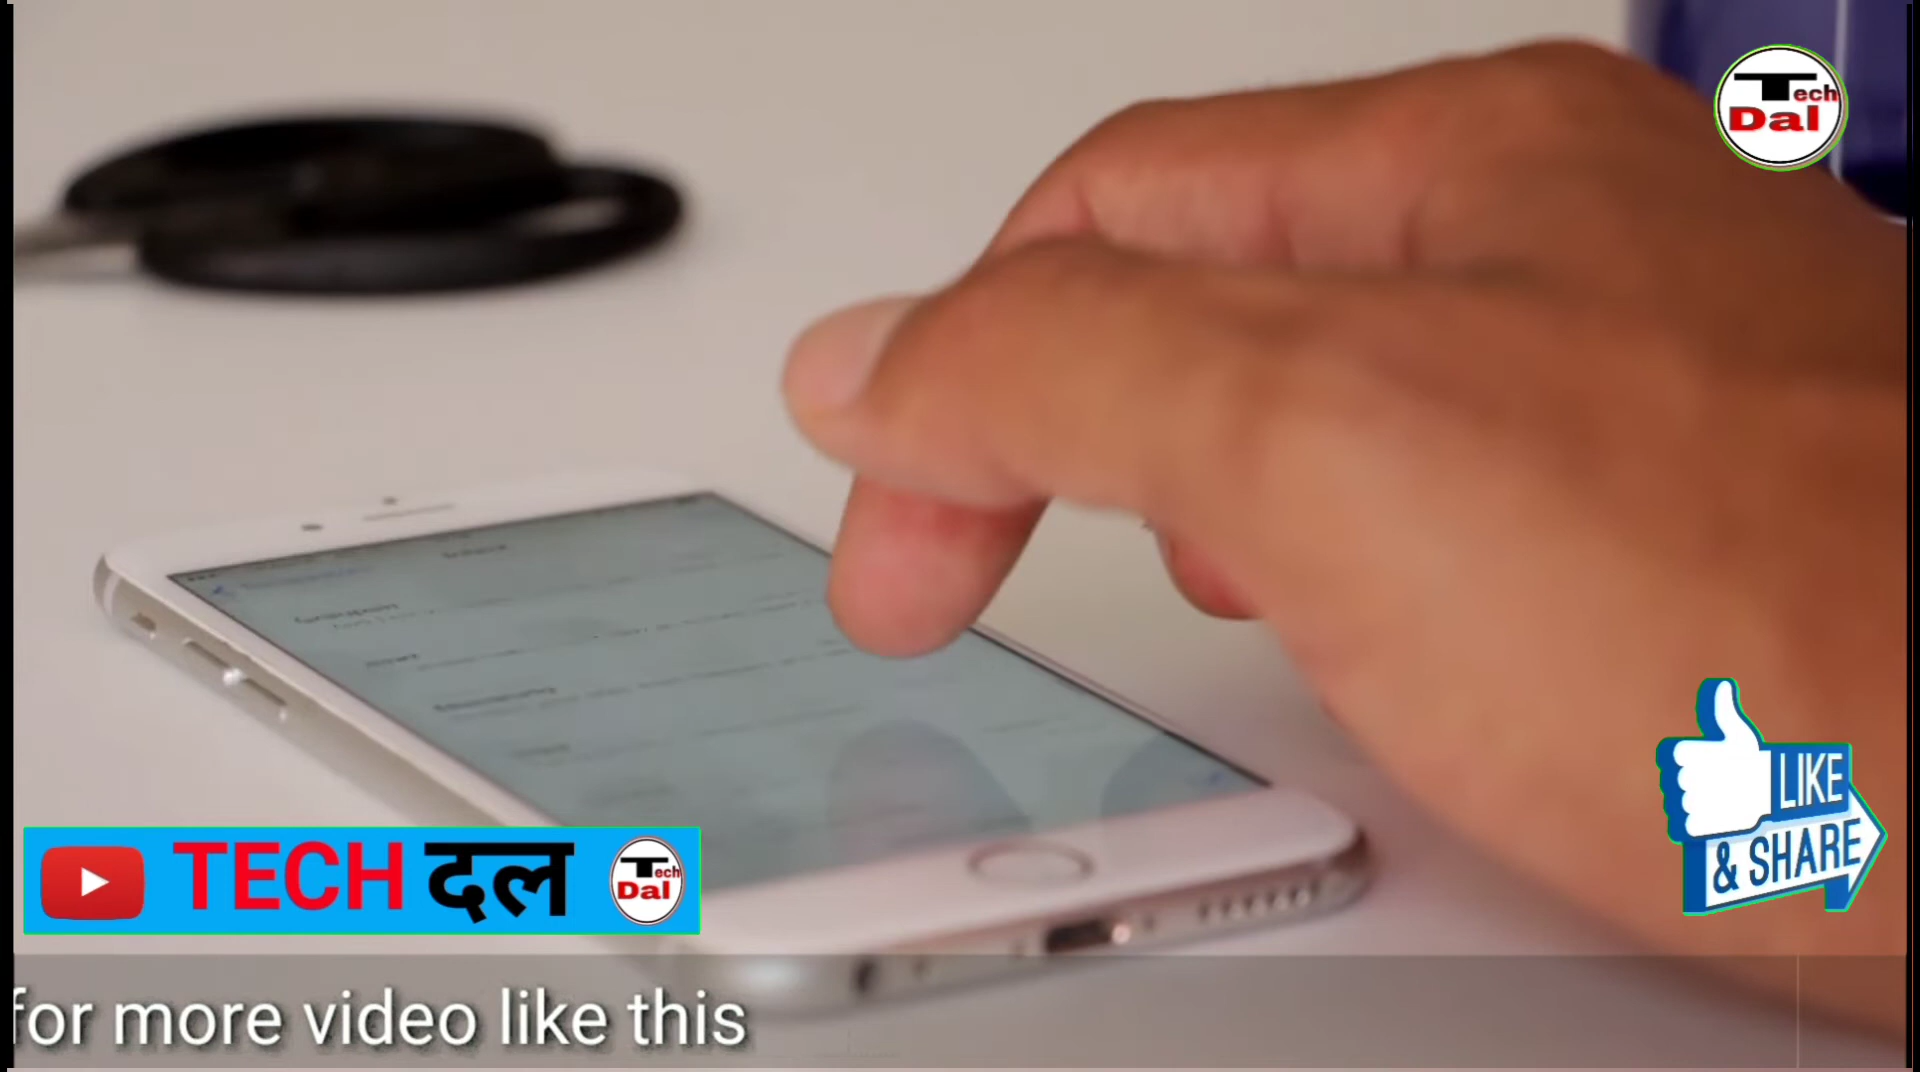 Tech
Dal
LIKE
& SHARE
TECH दल
Tech
Dal
for more video like this